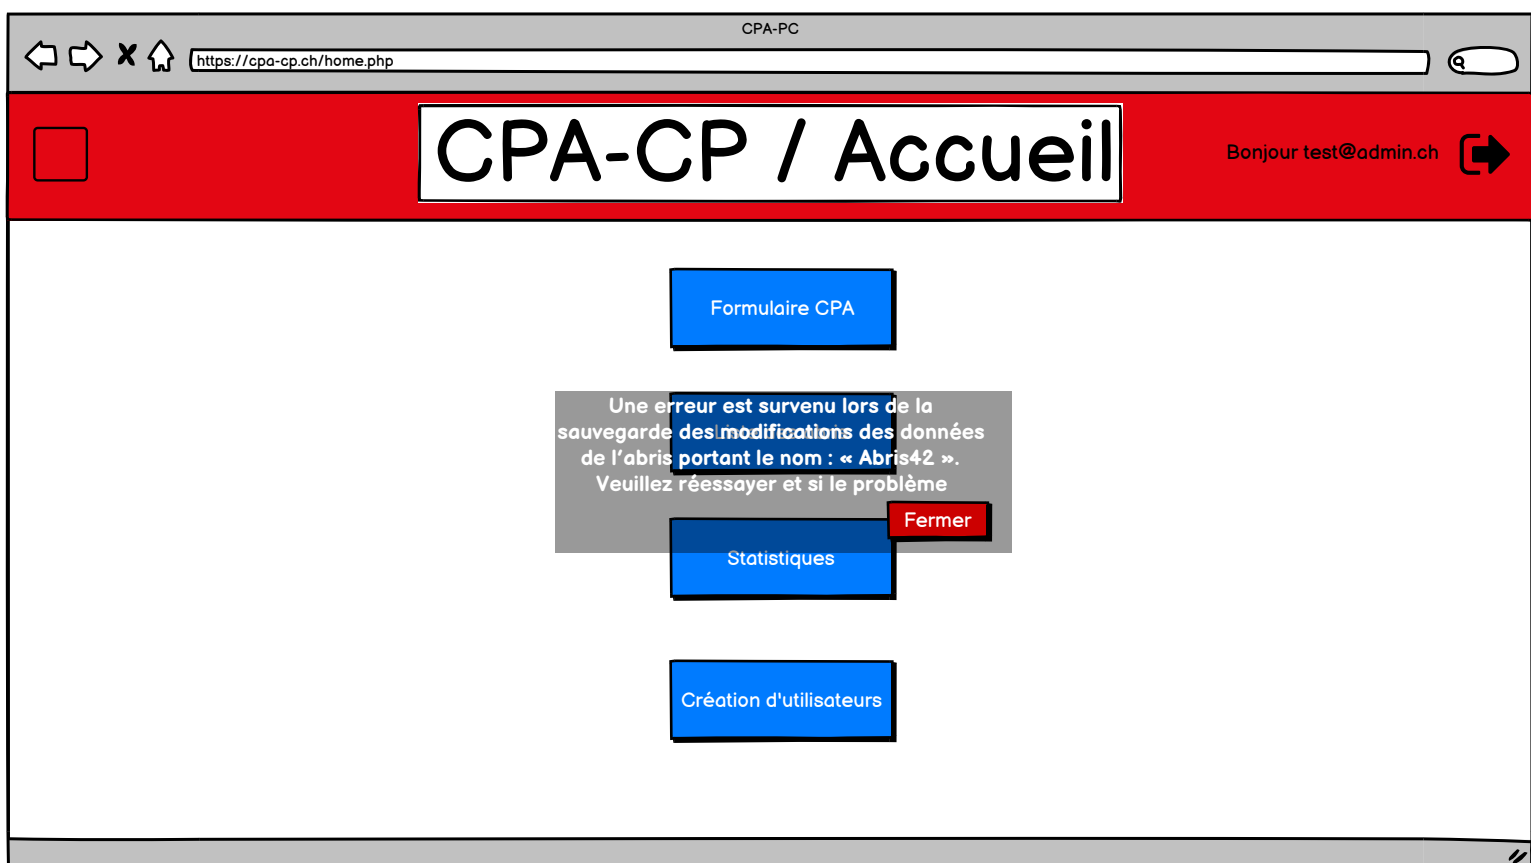 CPA-PC
https://cpa-cp.ch/home.php
CPA-CP / Accueil
Bonjour test@admin.ch
Formulaire CPA
Une erreur est survenu lors de la
sauvegarde des modifications des données
de l'abris portant le nom : « Abris42 ».
Veuillez réessayer et si le problème
Fermer
Statistiques
Création d'utilisateurs